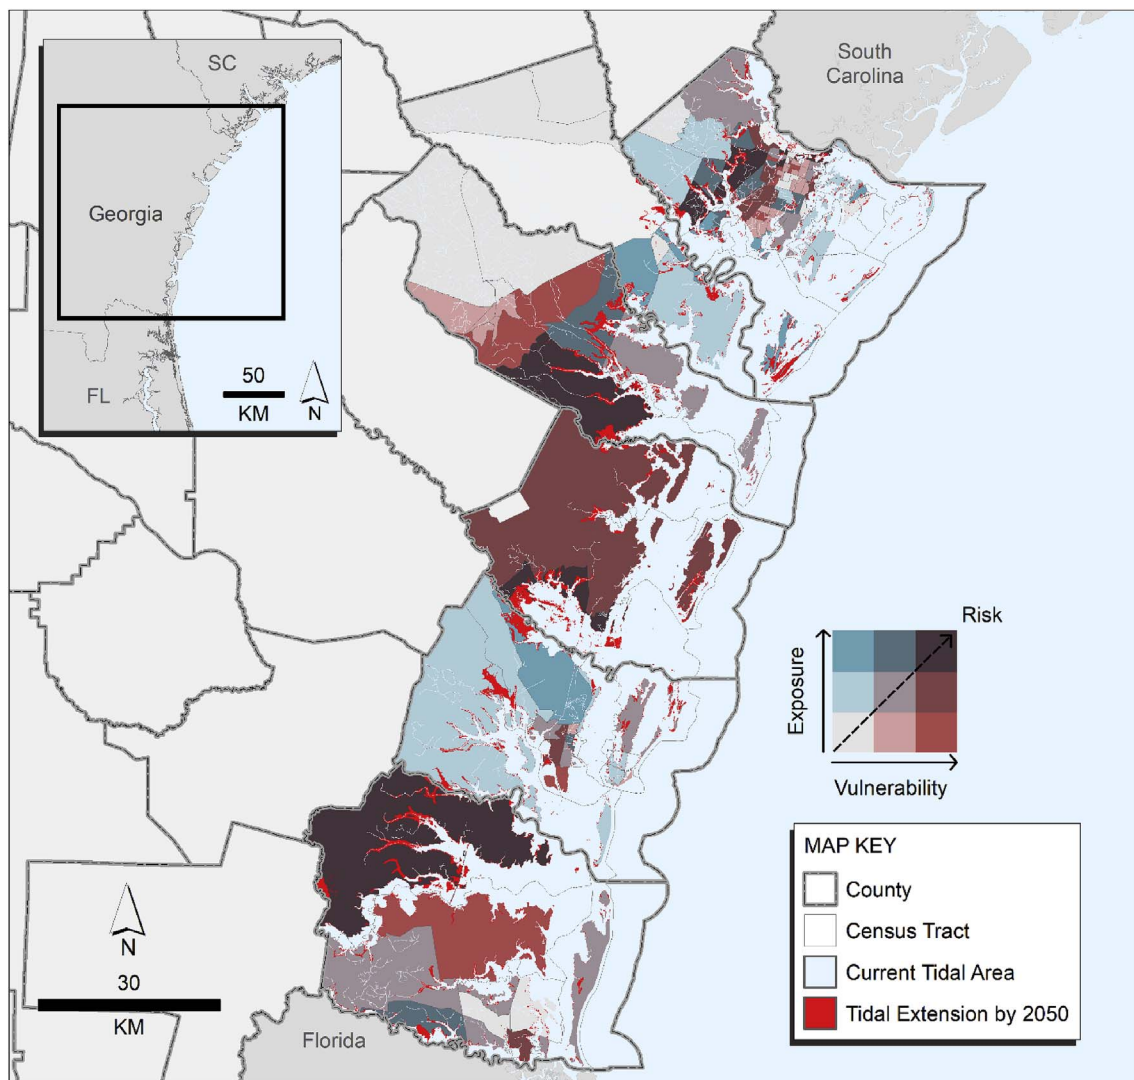 SC
Georgia
FL
50
KM
N
South
Carolina
Risk
Exposure
Vulnerability
MAP KEY
County
Census Tract
Current Tidal Area
Tidal Extension by 2050
N
30
KM
Florida